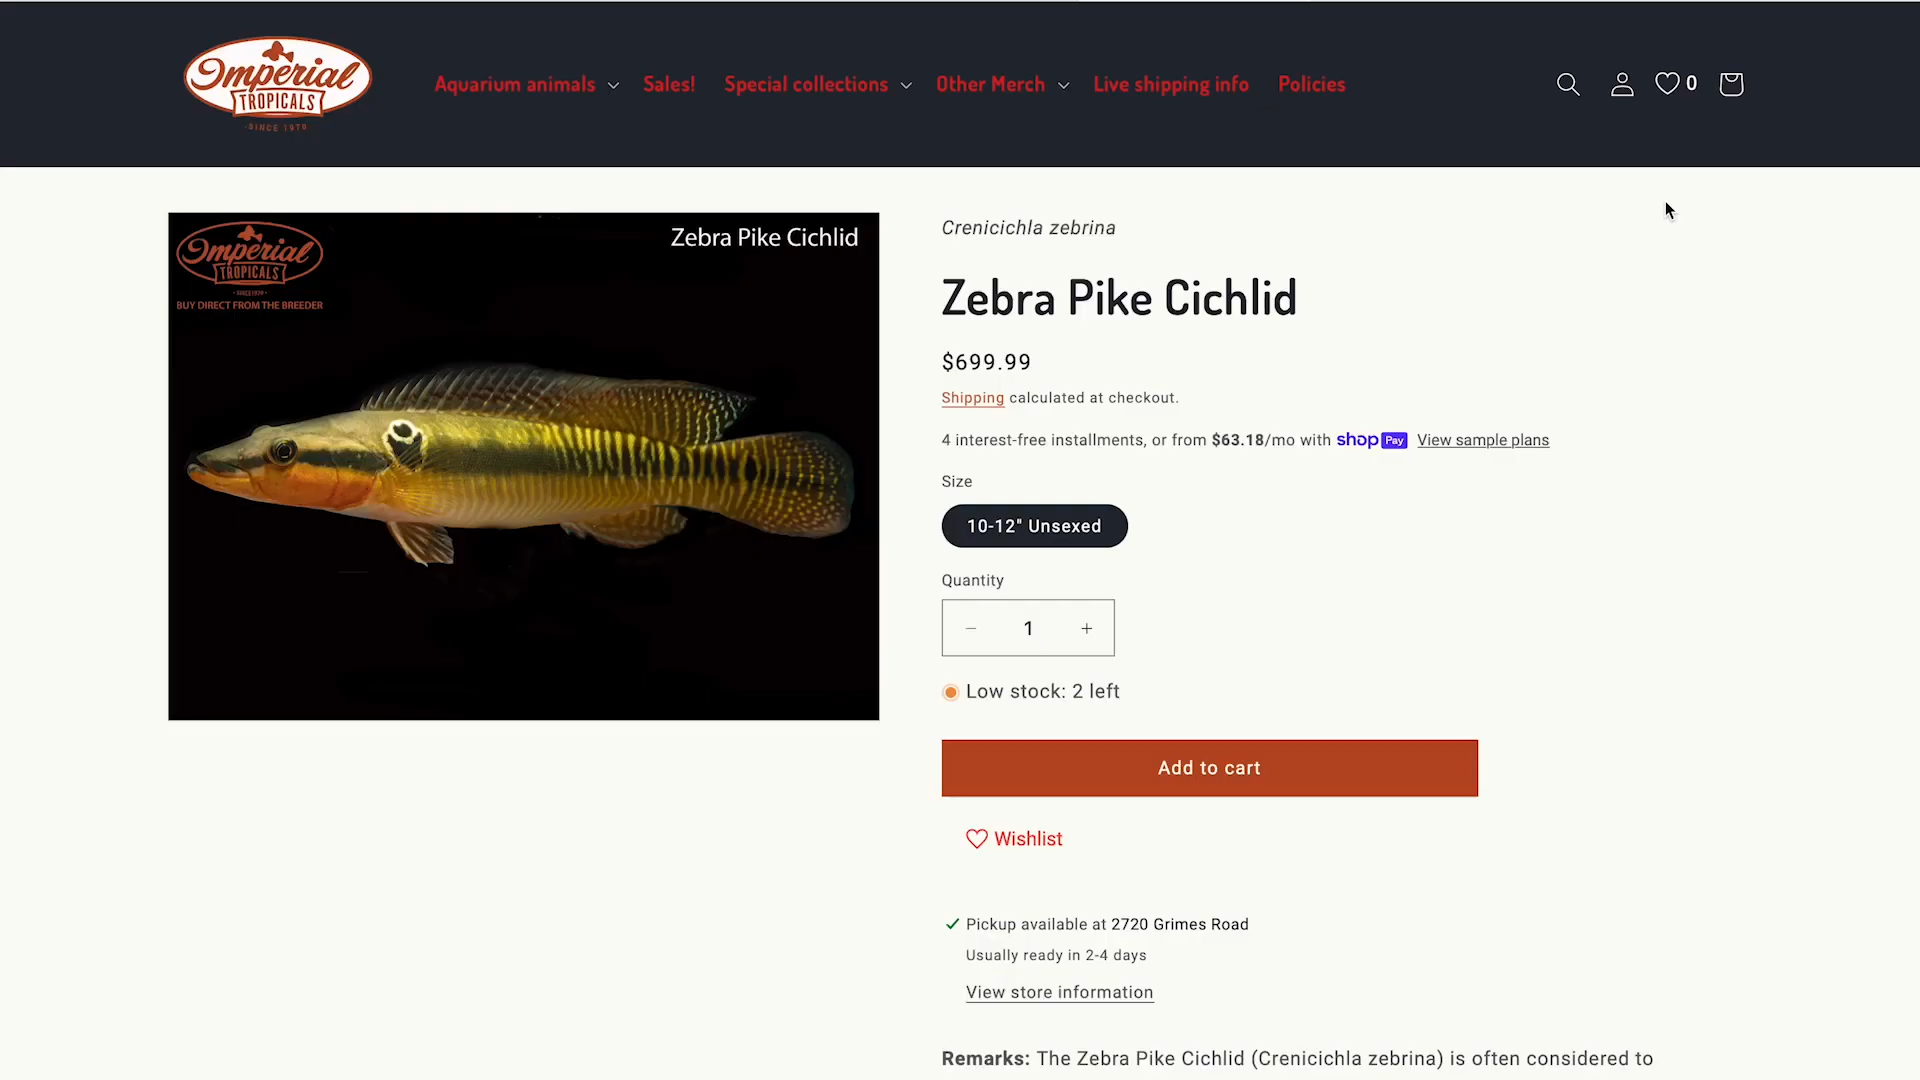 Imperial
TROPICALS
·SINCE 1970·
Aquarium animals
Sales!
Special collections
Other Merch
Live shipping info
Policies
0
Imperial
TROPICALS
·SINCE 1970·
BUY DIRECT FROM THE BREEDER
Zebra Pike Cichlid
Crenicichla zebrina
Zebra Pike Cichlid
$699.99
Shipping calculated at checkout.
4 interest-free installments, or from $63.18/mo with shop Pay View sample plans
Size
10-12" Unsexed
Quantity
− 1 +
Low stock: 2 left
Add to cart
Wishlist
Pickup available at 2720 Grimes Road
Usually ready in 2-4 days
View store information
Remarks: The Zebra Pike Cichlid (Crenicichla zebrina) is often considered to